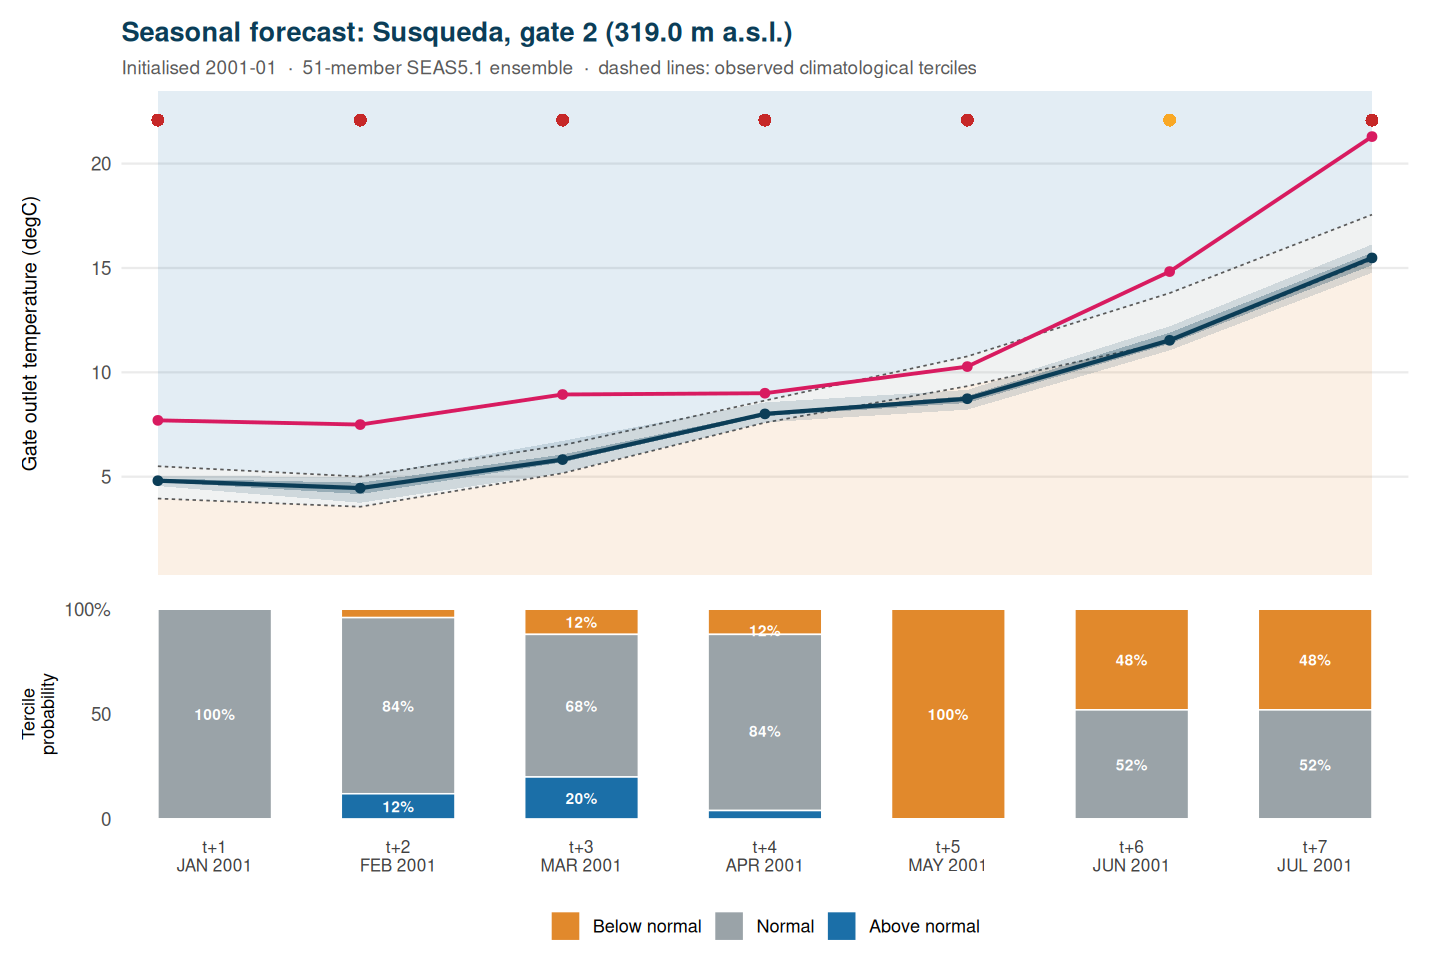 Seasonal forecast: Susqueda, gate 2 (319.0 m a.s.l.)
Initialised 2001-01 · 51-member SEAS5.1 ensemble · dashed lines: observed climatological terciles
Gate outlet temperature (degC)
20
15
10
5
Tercile
probability
100%
50
0
100%
84%
12%
12%
68%
20%
12%
84%
100%
48%
52%
48%
52%
t+1
JAN 2001
t+2
FEB 2001
t+3
MAR 2001
t+4
APR 2001
t+5
MAY 2001
t+6
JUN 2001
t+7
JUL 2001
Below normal
Normal
Above normal